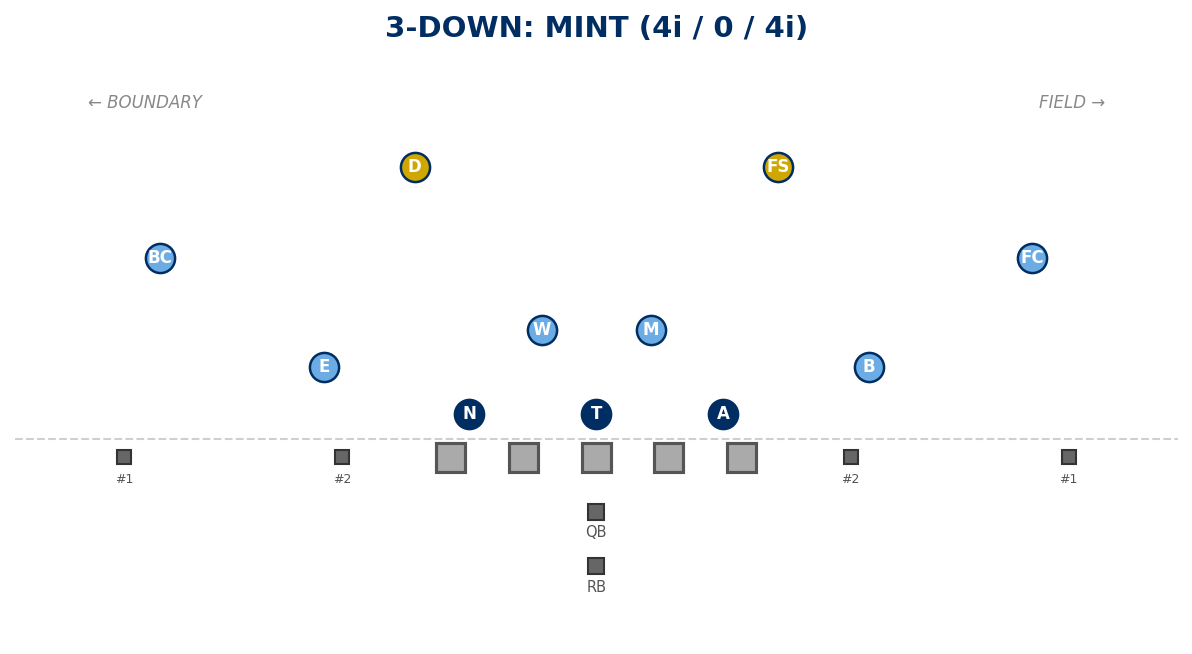 3-DOWN: MINT (4i / 0 / 4i)
← BOUNDARY
FIELD →
D
FS
BC
FC
W
M
E
B
N
T
A
#1
#2
#2
#1
QB
RB